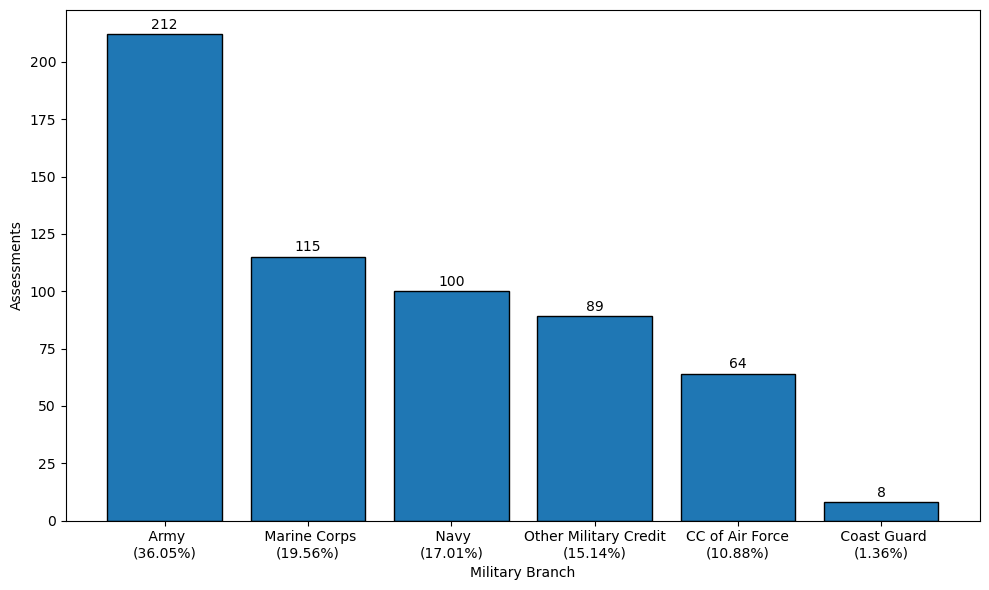 212
200
175
150
125
115
100
100
89
75
64
50
25
8
0
Assessments
Army
(36.05%)
Marine Corps
(19.56%)
Navy
(17.01%)
Other Military Credit
(15.14%)
CC of Air Force
(10.88%)
Coast Guard
(1.36%)
Military Branch